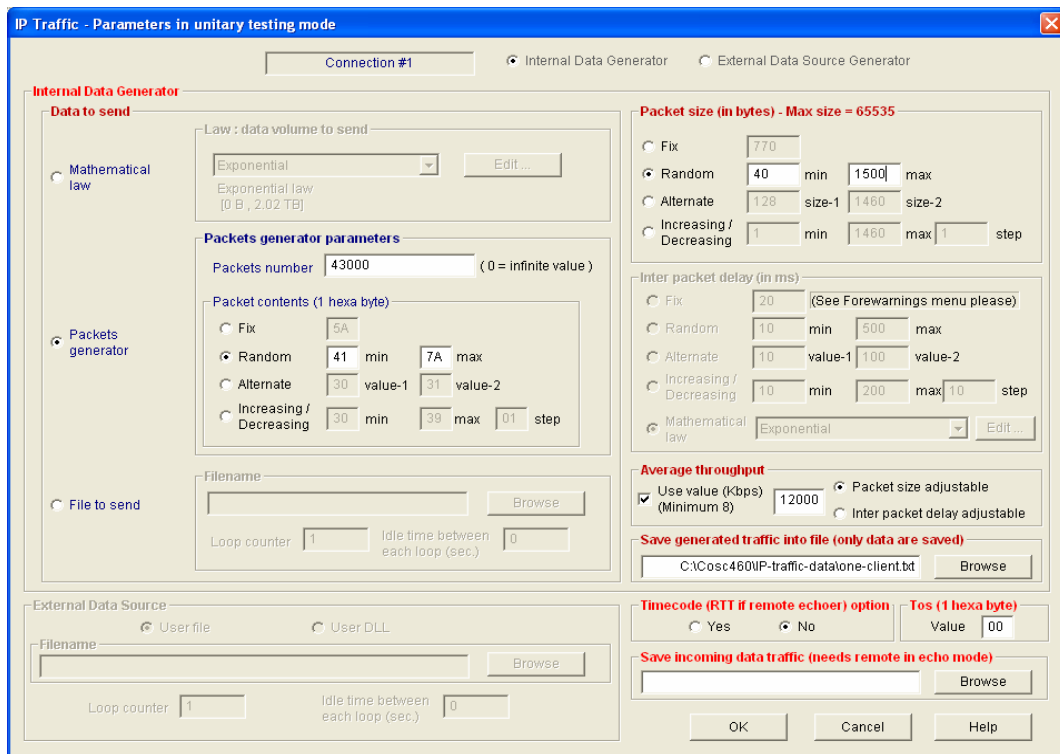 IP Traffic - Parameters in unitary testing mode
Connection #1
Internal Data Generator
External Data Source Generator
Internal Data Generator
Data to send
Mathematical law
Law : data volume to send
Exponential
Edit ...
Exponential law
[0 B , 2.02 TB]
Packets generator
Packets generator parameters
Packets number 43000 ( 0 = infinite value )
Packet contents (1 hexa byte)
Fix 5A
Random 41 min 7A max
Alternate 30 value-1 31 value-2
Increasing / Decreasing 30 min 39 max 01 step
File to send
Filename
Browse
Loop counter 1 Idle time between each loop (sec.) 0
Packet size (in bytes) - Max size = 65535
Fix 770
Random 40 min 1500 max
Alternate 128 size-1 1460 size-2
Increasing / Decreasing 1 min 1460 max 1 step
Inter packet delay (in ms)
Fix 20 (See Forewarnings menu please)
Random 10 min 500 max
Alternate 10 value-1 100 value-2
Increasing / Decreasing 10 min 200 max 10 step
Mathematical law Exponential Edit ...
Average throughput
Use value (Kbps) (Minimum 8) 12000
Packet size adjustable
Inter packet delay adjustable
Save generated traffic into file (only data are saved)
C:\Cosc460\IP-traffic-data\one-client.txt Browse
External Data Source
User file User DLL
Filename
Browse
Loop counter 1 Idle time between each loop (sec.) 0
Timecode (RTT if remote echoer) option
Yes No
Tos (1 hexa byte)
Value 00
Save incoming data traffic (needs remote in echo mode)
Browse
OK Cancel Help